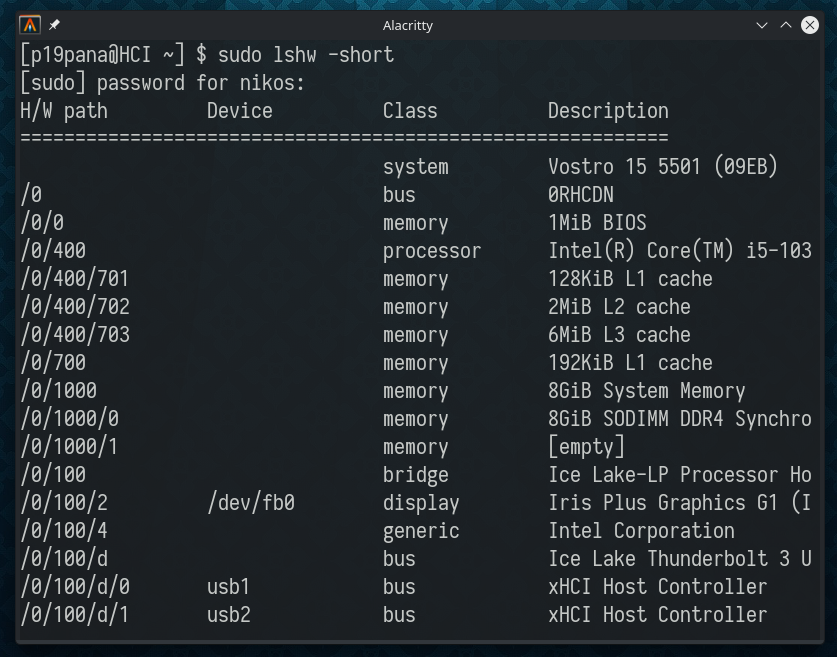 Alacritty
[p19pana@HCI ~] $ sudo lshw -short
[sudo] password for nikos:
H/W path Device Class Description
===========================================================
system Vostro 15 5501 (09EB)
/0 bus 0RHCDN
/0/0 memory 1MiB BIOS
/0/400 processor Intel(R) Core(TM) i5-103
/0/400/701 memory 128KiB L1 cache
/0/400/702 memory 2MiB L2 cache
/0/400/703 memory 6MiB L3 cache
/0/700 memory 192KiB L1 cache
/0/1000 memory 8GiB System Memory
/0/1000/0 memory 8GiB SODIMM DDR4 Synchro
/0/1000/1 memory [empty]
/0/100 bridge Ice Lake-LP Processor Ho
/0/100/2 /dev/fb0 display Iris Plus Graphics G1 (I
/0/100/4 generic Intel Corporation
/0/100/d bus Ice Lake Thunderbolt 3 U
/0/100/d/0 usb1 bus xHCI Host Controller
/0/100/d/1 usb2 bus xHCI Host Controller